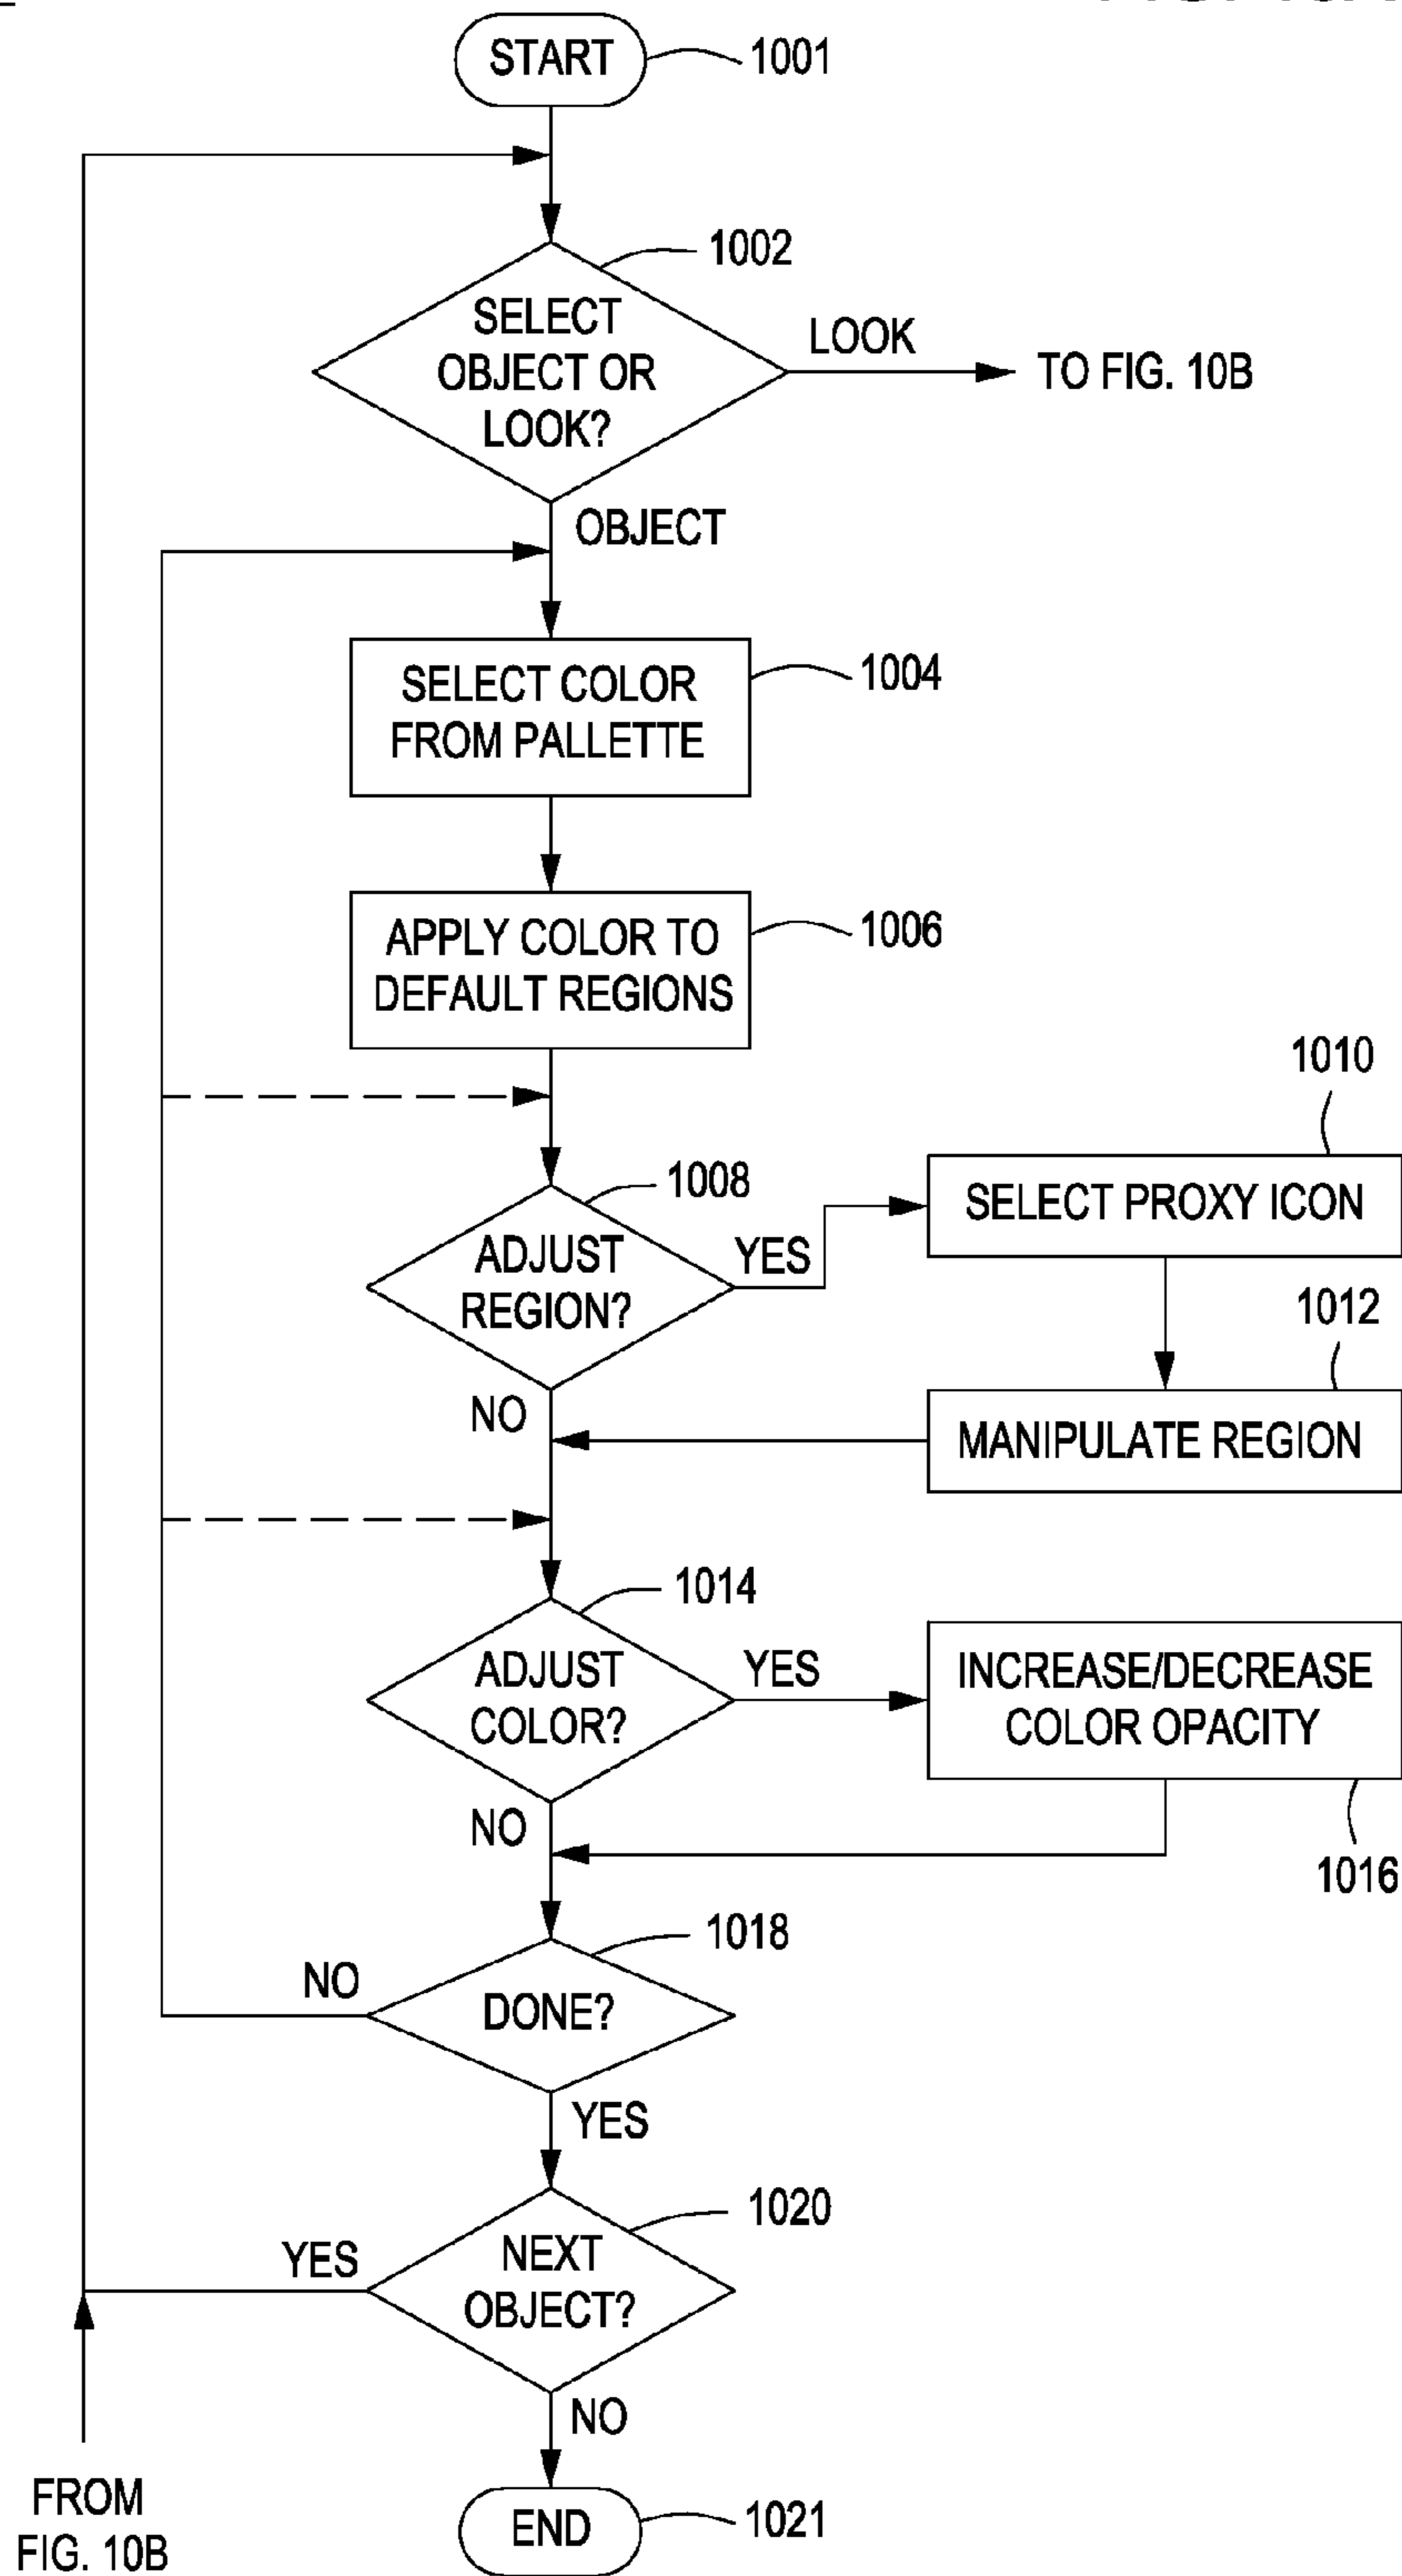 START
1001
1002
SELECT
OBJECT OR
LOOK?
LOOK
TO FIG. 10B
OBJECT
SELECT COLOR
FROM PALLETTE
1004
APPLY COLOR TO
DEFAULT REGIONS
1006
1008
ADJUST
REGION?
YES
1010
SELECT PROXY ICON
1012
MANIPULATE REGION
NO
1014
ADJUST
COLOR?
YES
INCREASE/DECREASE
COLOR OPACITY
1016
NO
1018
DONE?
NO
YES
1020
NEXT
OBJECT?
YES
NO
END
1021
FROM
FIG. 10B